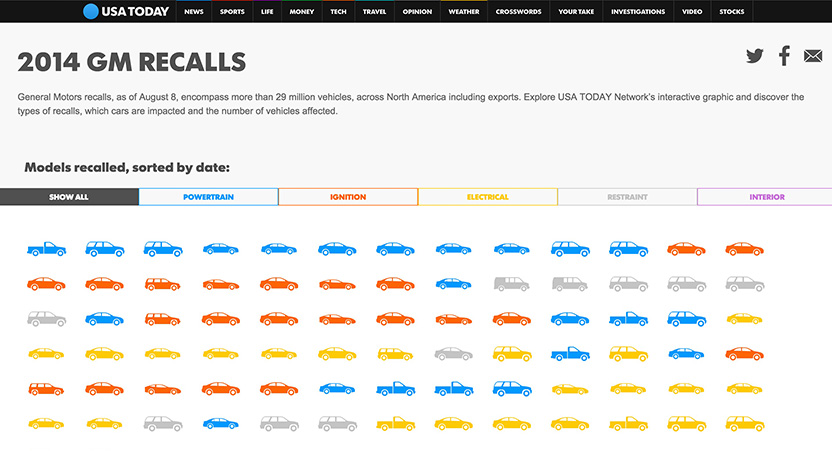 USA TODAY NEWS SPORTS LIFE MONEY TECH TRAVEL OPINION WEATHER CROSSWORDS YOUR TAKE INVESTIGATIONS VIDEO STOCKS
2014 GM RECALLS
General Motors recalls, as of August 8, encompass more than 29 million vehicles, across North America including exports. Explore USA TODAY Network's interactive graphic and discover the
types of recalls, which cars are impacted and the number of vehicles affected.
Models recalled, sorted by date:
SHOW ALL POWERTRAIN IGNITION ELECTRICAL RESTRAINT INTERIOR